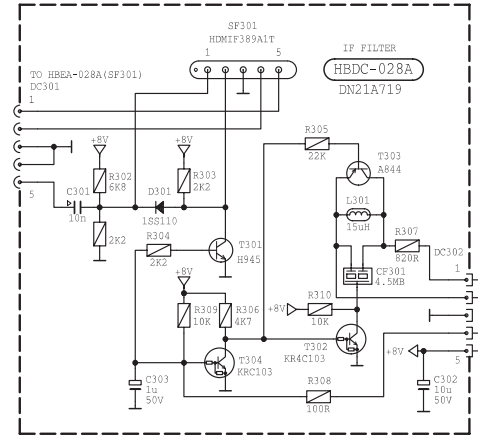 SF301
HDMIF389A1T
1 5
IF FILTER
HBDC-028A
DN21A719
TO HBEA-028A(SF301)
DC301
1
+8V
+8V
R302
6K8
R303
2K2
R305
22K
T303
A844
5
C301
10n
D301
1SS110
L301
15uH
2K2
R304
2K2
T301
H945
R307
820R
DC302
1
+8V
CF301
4.5MB
R309
10K
R306
4K7
+8V
R310
10K
T302
KR4C103
T304
KRC103
+8V
5
C303
1u
50V
R308
100R
C302
10u
50V